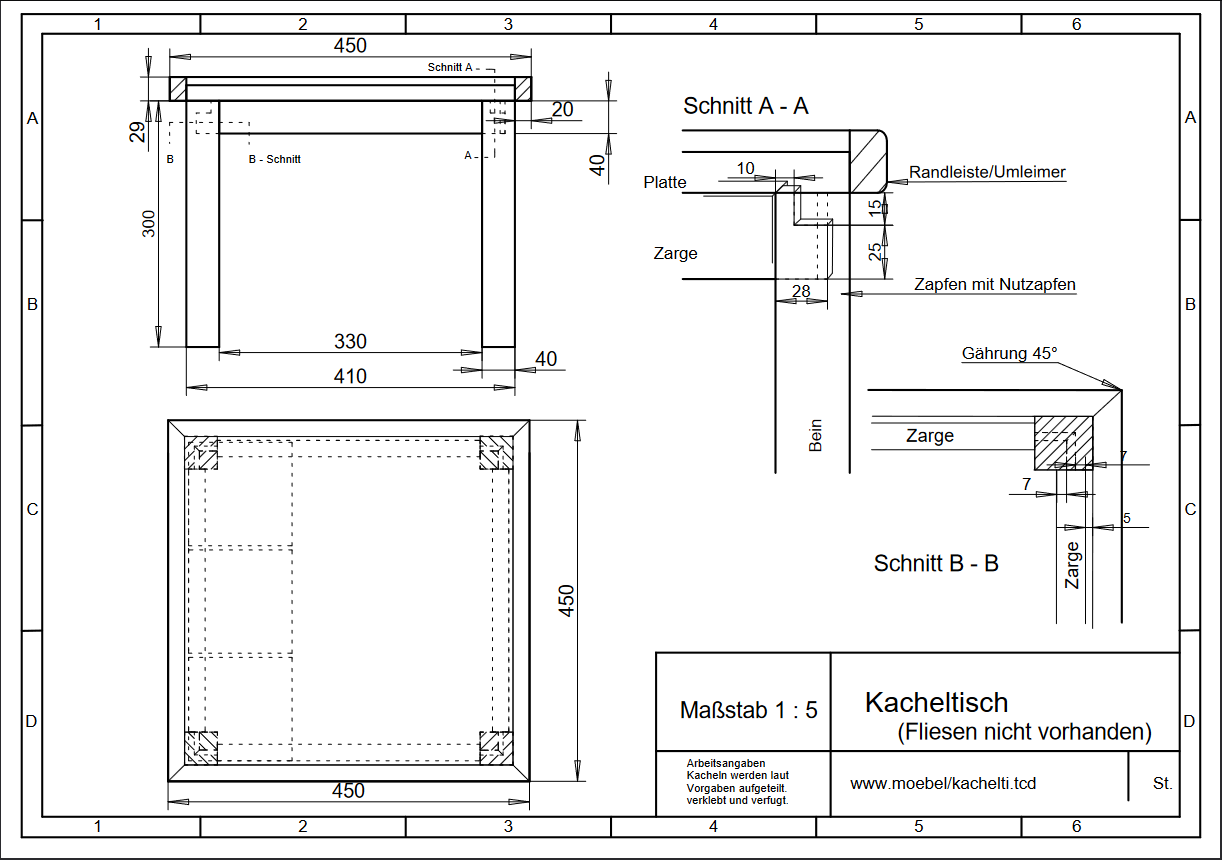 1 2 3 4 5 6
450
Schnitt A -
A
A
29
20
Schnitt A - A
B
B - Schnitt
A -
40
10
Platte
Randleiste/Umleimer
15
300
Zarge
25
28
Zapfen mit Nutzapfen
B
B
330
40
410
Gährung 45°
Bein
Zarge
7
7
5
C
C
Zarge
Schnitt B - B
450
450
D
D
Maßstab 1 : 5
Kacheltisch
(Fliesen nicht vorhanden)
Arbeitsangaben
Kacheln werden laut
Vorgaben aufgeteilt.
verklebt und verfugt.
www.moebel/kachelti.tcd
St.
1 2 3 4 5 6